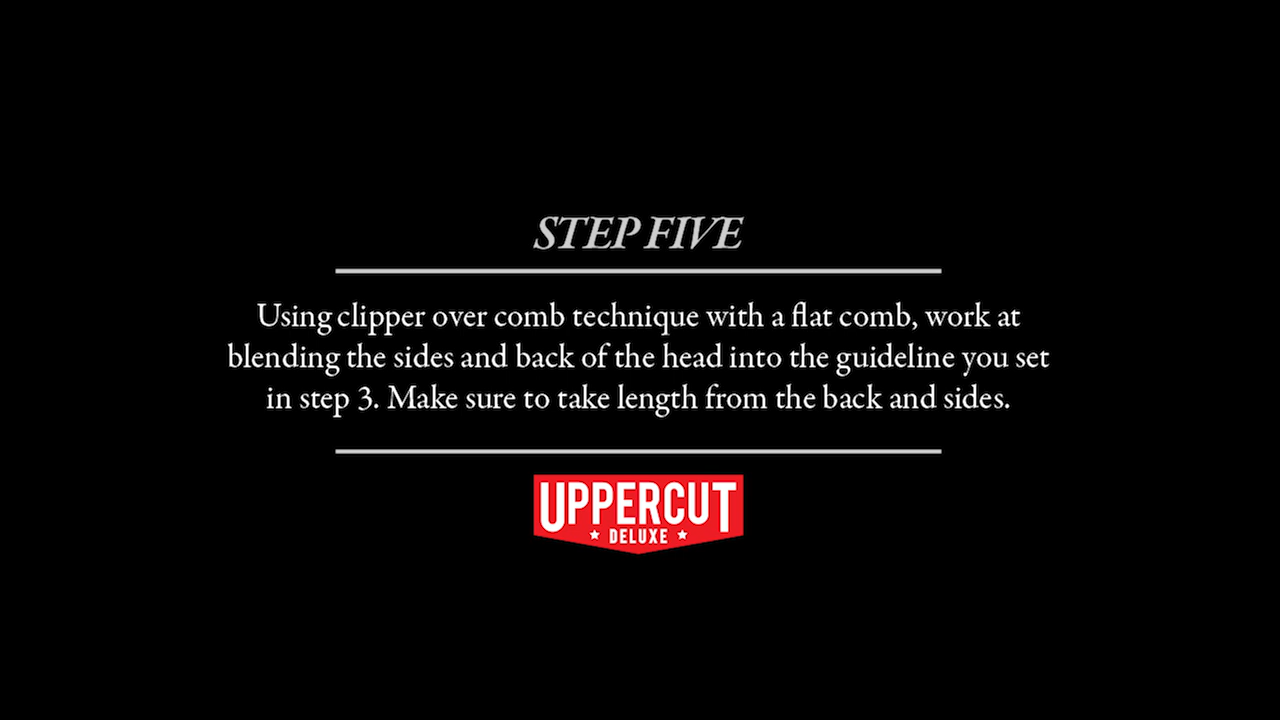 STEP FIVE
Using clipper over comb technique with a flat comb, work at
blending the sides and back of the head into the guideline you set
in step 3. Make sure to take length from the back and sides.
UPPERCUT
DELUXE